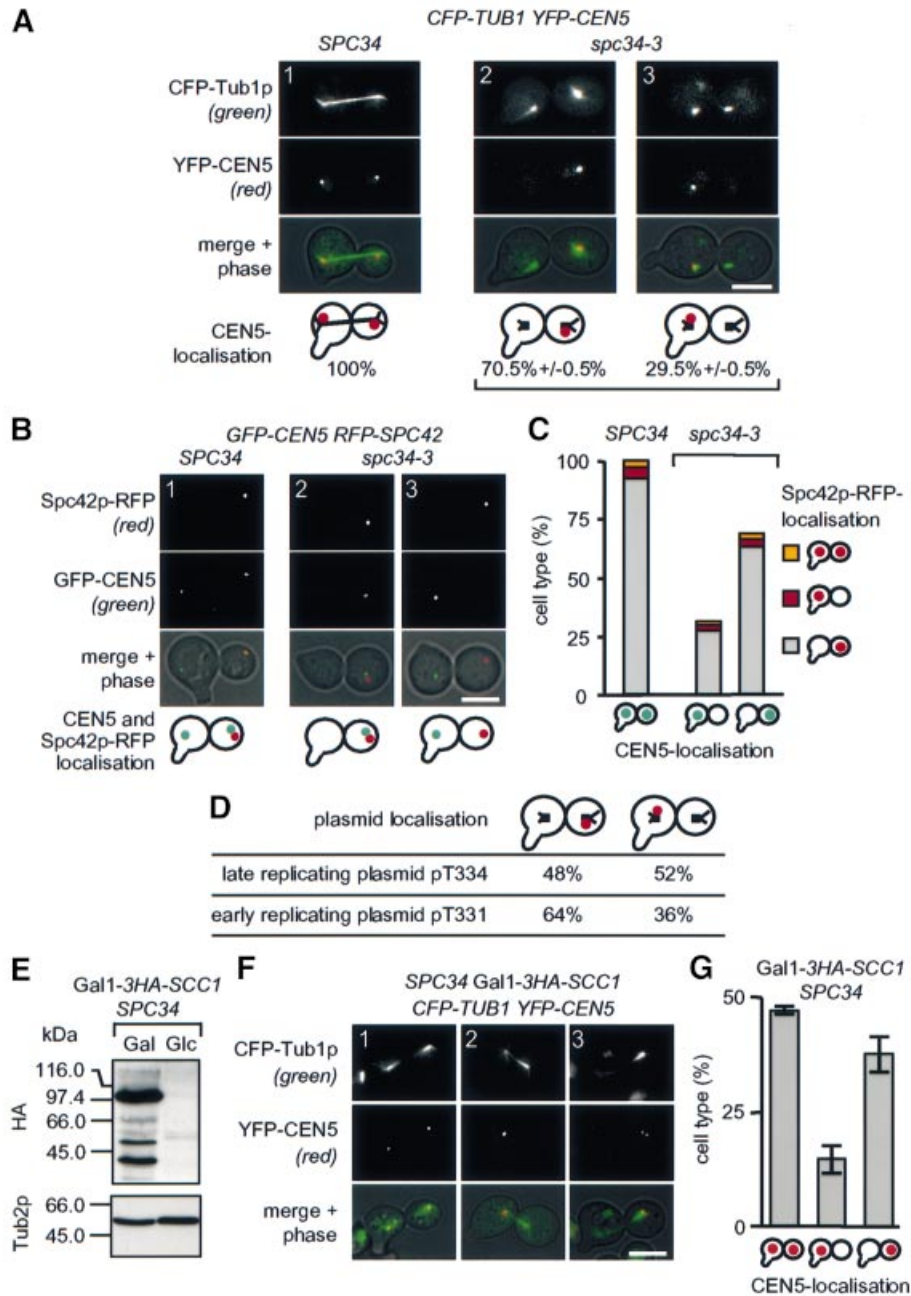 A
CFP-TUB1 YFP-CEN5
SPC34 spc34-3
1 2 3
CFP-Tub1p
(green)
YFP-CEN5
(red)
merge +
phase
CEN5-
localisation
100% 70.5%+/-0.5% 29.5%+/-0.5%
B
GFP-CEN5 RFP-SPC42
SPC34 spc34-3
1 2 3
Spc42p-RFP
(red)
GFP-CEN5
(green)
merge +
phase
CEN5 and
Spc42p-RFP
localisation
C
SPC34 spc34-3
100
75
50
25
0
cell type (%)
Spc42p-RFP-
localisation
CEN5-localisation
D
plasmid localisation
late replicating plasmid pT334 48% 52%
early replicating plasmid pT331 64% 36%
E
Gal1-3HA-SCC1
SPC34
kDa Gal Glc
116.0
97.4
66.0
45.0
HA
66.0
45.0
Tub2p
F
SPC34 Gal1-3HA-SCC1
CFP-TUB1 YFP-CEN5
1 2 3
CFP-Tub1p
(green)
YFP-CEN5
(red)
merge +
phase
G
Gal1-3HA-SCC1
SPC34
50
25
0
cell type (%)
CEN5-localisation